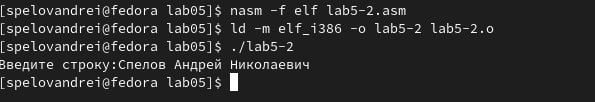 [spelovandrei@fedora lab05]$ nasm -f elf lab5-2.asm
[spelovandrei@fedora lab05]$ ld -m elf_i386 -o lab5-2 lab5-2.o
[spelovandrei@fedora lab05]$ ./lab5-2
Введите строку:Спелов Андрей Николаевич
[spelovandrei@fedora lab05]$